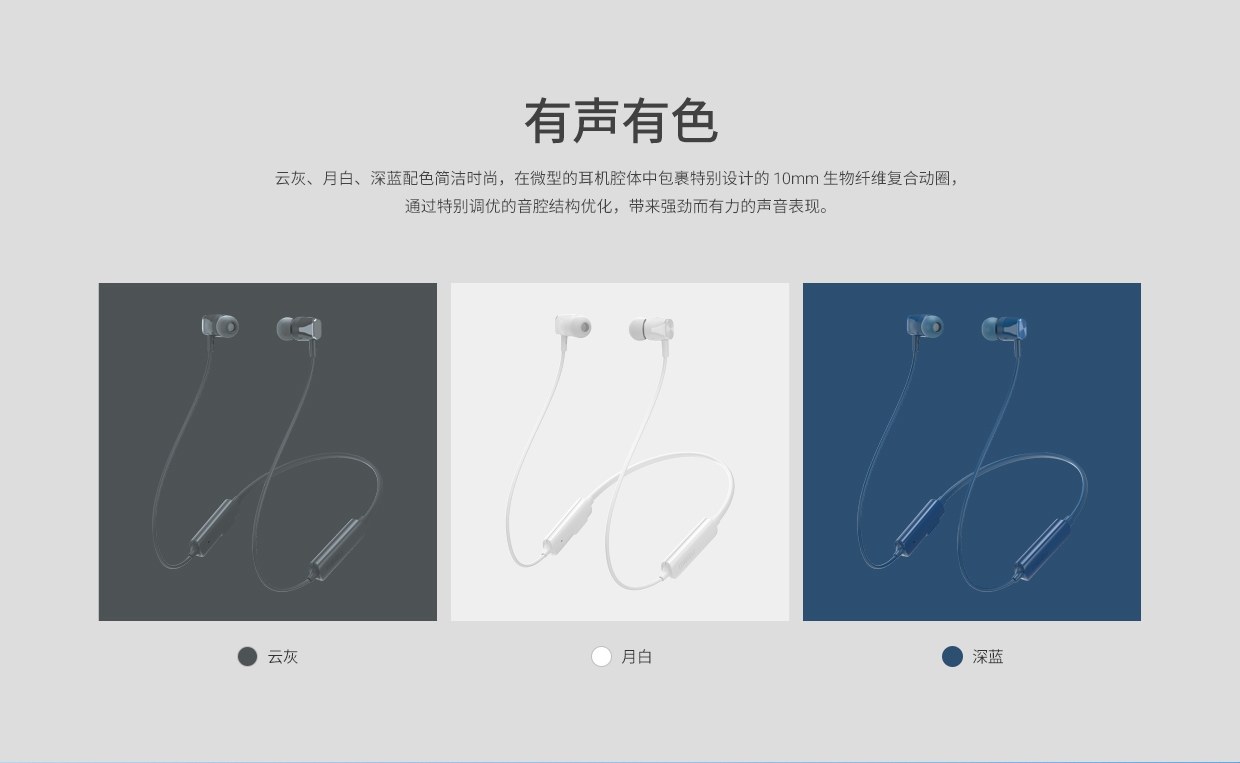 有声有色
云灰、月白、深蓝配色简洁时尚，在微型的耳机腔体中包裹特别设计的 10mm 生物纤维复合动圈，
通过特别调优的音腔结构优化，带来强劲而有力的声音表现。
云灰
月白
深蓝